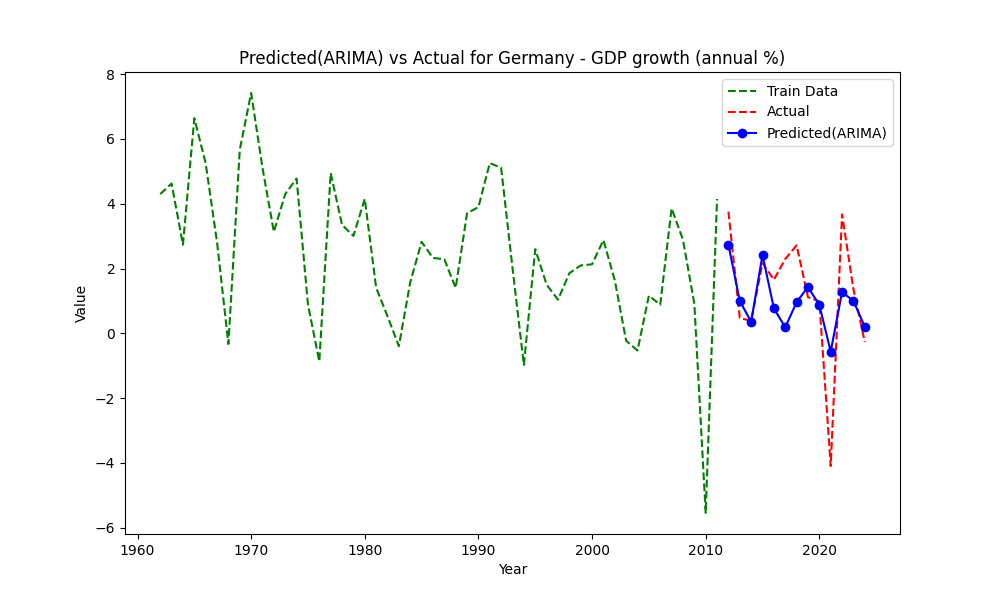 Predicted(ARIMA) vs Actual for Germany - GDP growth (annual %)
Train Data
Actual
Predicted(ARIMA)
8
6
4
2
0
−2
−4
−6
Value
1960 1970 1980 1990 2000 2010 2020
Year